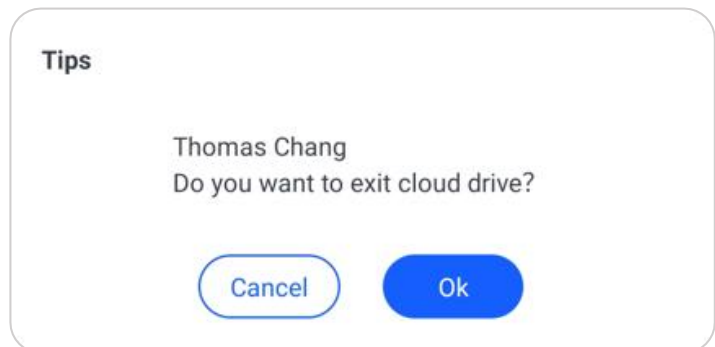 Tips
Thomas Chang
Do you want to exit cloud drive?
Cancel
Ok